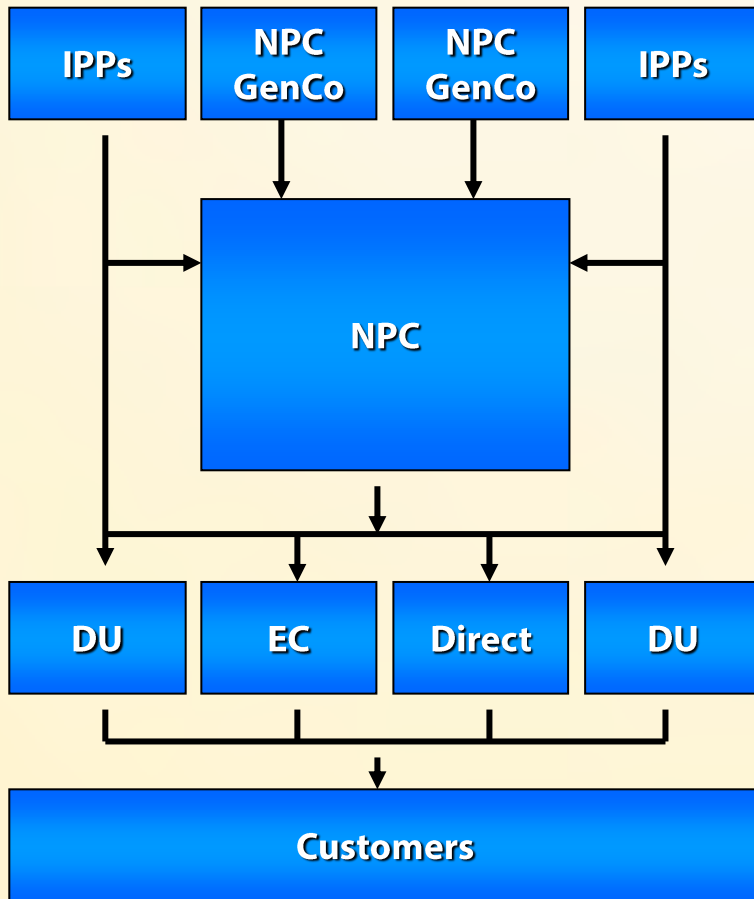 IPPs
NPC
GenCo
NPC
GenCo
IPPs
NPC
DU
EC
Direct
DU
Customers